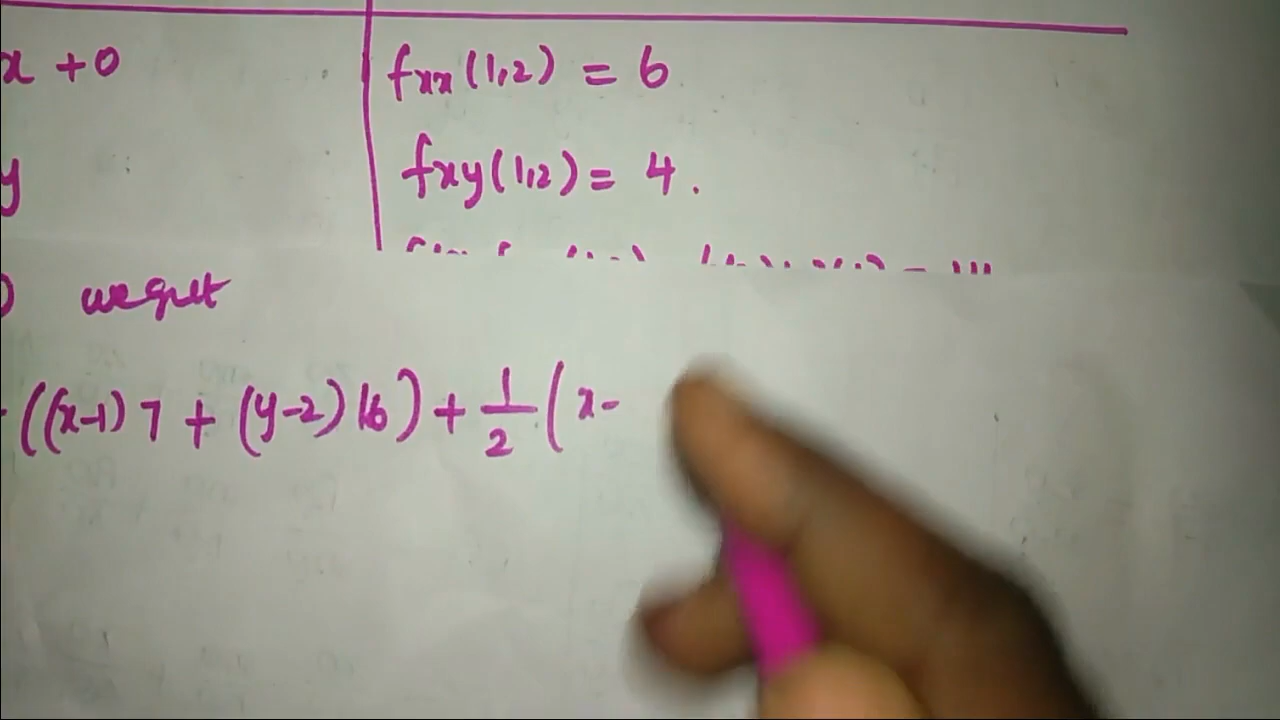 x + 0
fxx (1,2) = 6
y
fxy (1,2) = 4.
) we get
((x-1) 7 + (y-2) 16) + 1/2 ( x -